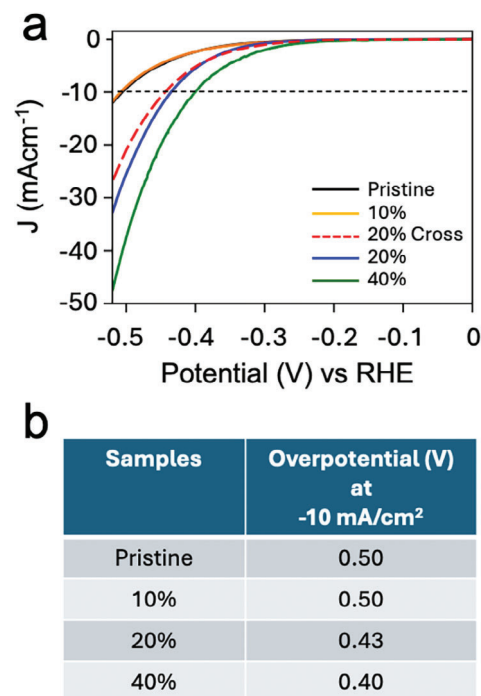 a
J (mAcm⁻¹)
0
-10
-20
-30
-40
-50
Pristine
10%
20% Cross
20%
40%
-0.5 -0.4 -0.3 -0.2 -0.1 0
Potential (V) vs RHE
b
Samples Overpotential (V)
at
-10 mA/cm²
Pristine 0.50
10% 0.50
20% 0.43
40% 0.40